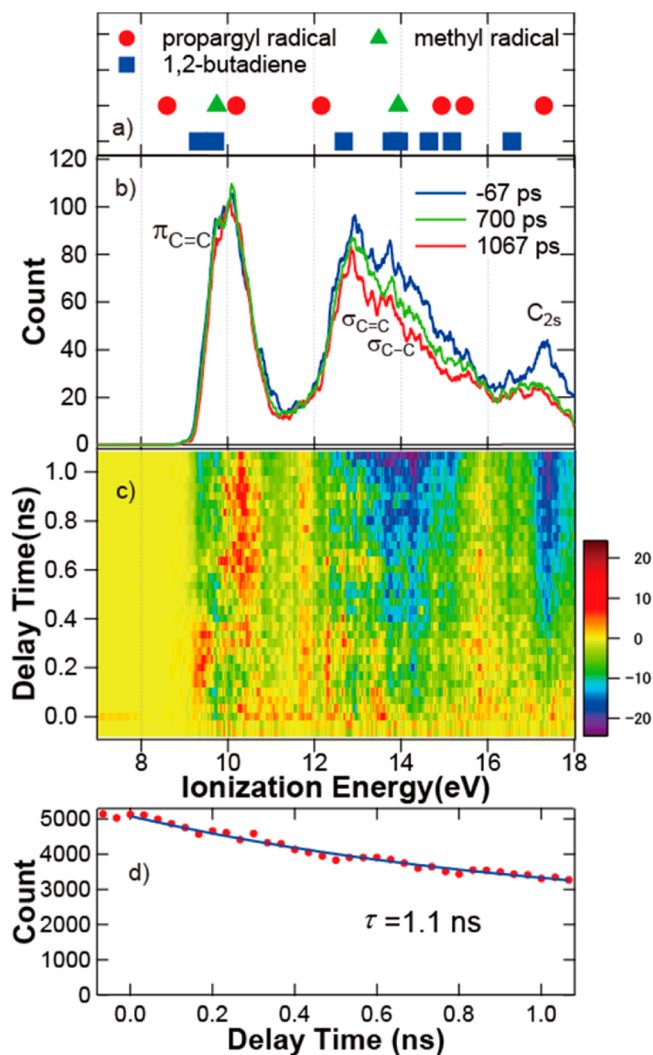 propargyl radical methyl radical
1,2-butadiene
a)
120
b)
-67 ps
100
700 ps
πC=C
80
1067 ps
Count
60
σC=C
C2s
40
σC–C
20
0
c)
1.0
0.8
0.6
0.4
0.2
0.0
Delay Time(ns)
20
10
0
-10
-20
8 10 12 14 16 18
Ionization Energy(eV)
5000
4000
d)
3000
Count
2000
τ =1.1 ns
1000
0
0.0 0.2 0.4 0.6 0.8 1.0
Delay Time (ns)